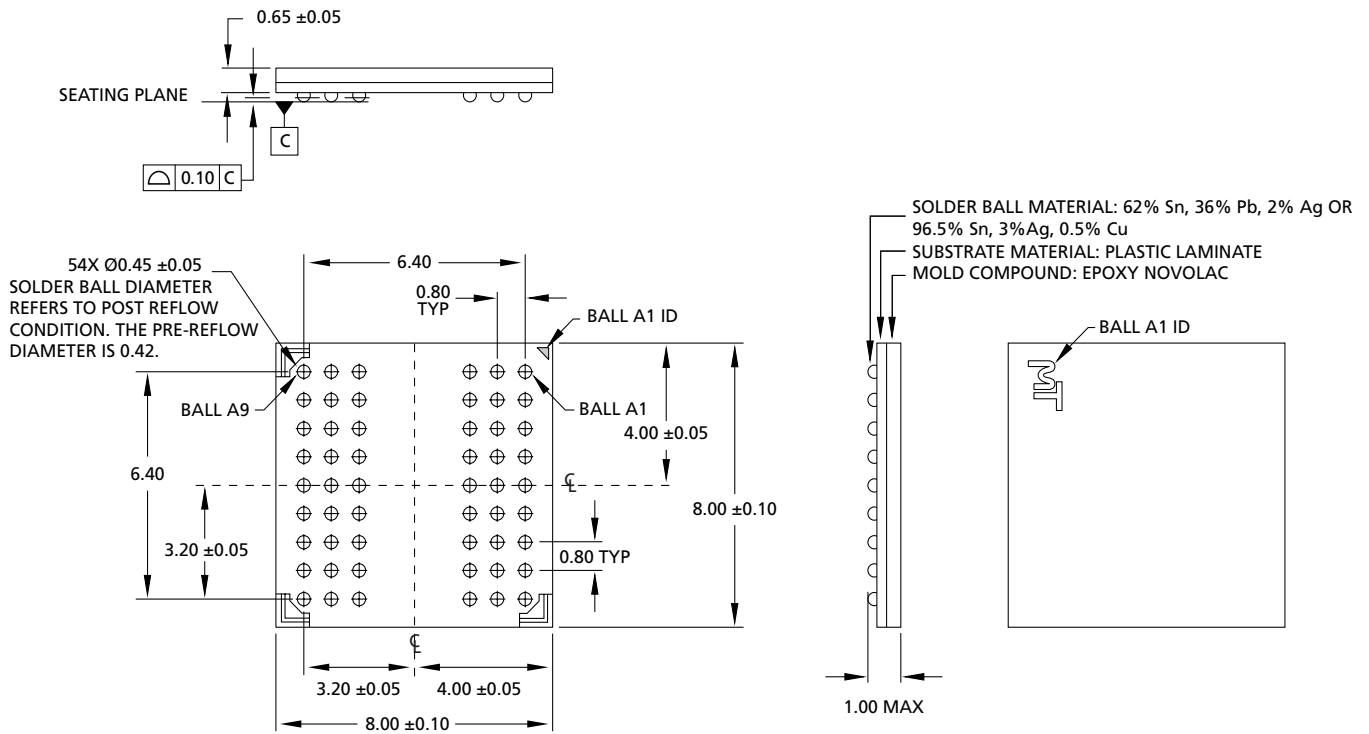 0.65 ±0.05
SEATING PLANE
C
0.10 C
SOLDER BALL MATERIAL: 62% Sn, 36% Pb, 2% Ag OR
96.5% Sn, 3%Ag, 0.5% Cu
SUBSTRATE MATERIAL: PLASTIC LAMINATE
MOLD COMPOUND: EPOXY NOVOLAC
54X Ø0.45 ±0.05
SOLDER BALL DIAMETER
REFERS TO POST REFLOW
CONDITION. THE PRE-REFLOW
DIAMETER IS 0.42.
6.40
0.80
TYP
BALL A1 ID
BALL A1 ID
BALL A9
BALL A1
4.00 ±0.05
6.40
℄
8.00 ±0.10
3.20 ±0.05
0.80 TYP
℄
3.20 ±0.05
4.00 ±0.05
8.00 ±0.10
1.00 MAX